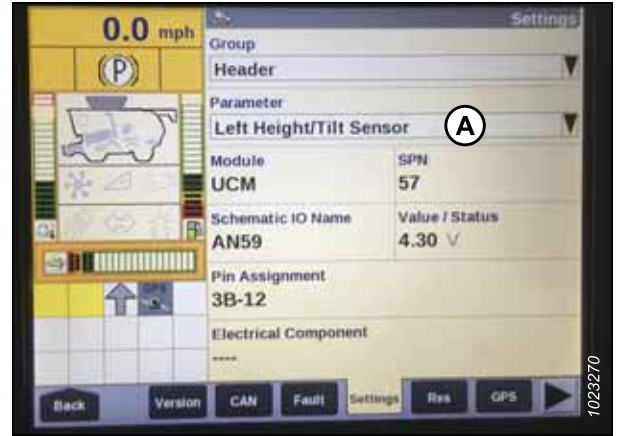 0.0 mph
Settings
Group
(P)
Header
Parameter
Left Height/Tilt Sensor
A
Module
SPN
UCM
57
Schematic IO Name
Value / Status
AN59
4.30 V
Pin Assignment
3B-12
GPS
Electrical Component
----
Back
Version
CAN
Fault
Settings
Res
GPS
1023270